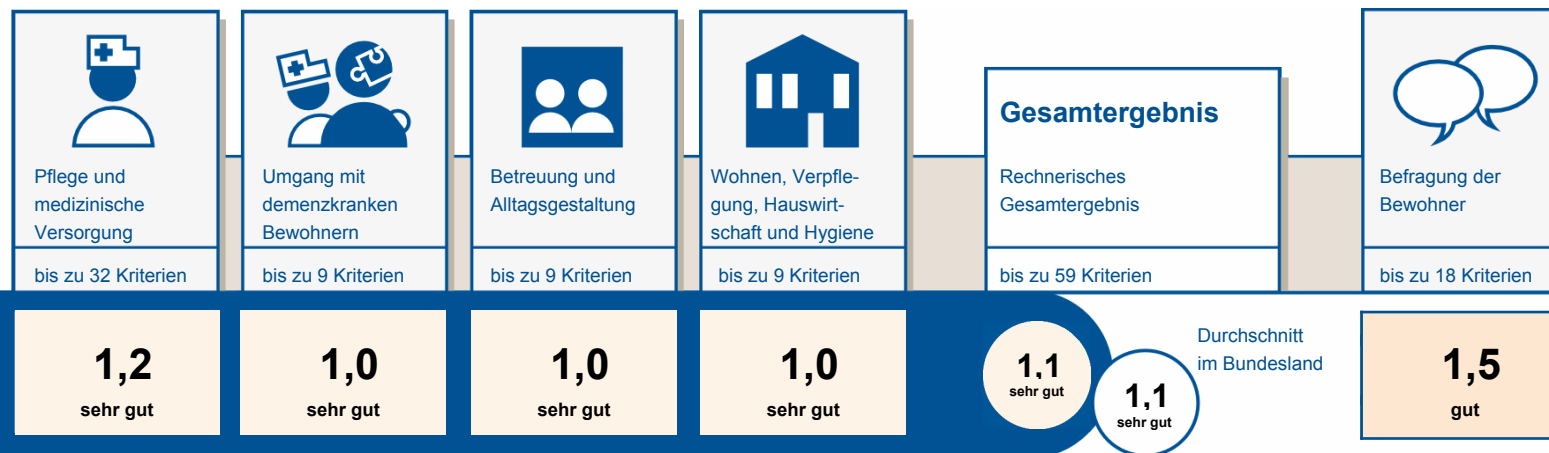 Pflege und
medizinische
Versorgung
bis zu 32 Kriterien
1,2
sehr gut
Umgang mit
demenzkranken
Bewohnern
bis zu 9 Kriterien
1,0
sehr gut
Betreuung und
Alltagsgestaltung
bis zu 9 Kriterien
1,0
sehr gut
Wohnen, Verpfle-
gung, Hauswirt-
schaft und Hygiene
bis zu 9 Kriterien
1,0
sehr gut
Gesamtergebnis
Rechnerisches
Gesamtergebnis
bis zu 59 Kriterien
1,1
sehr gut
Durchschnitt
im Bundesland
1,1
sehr gut
Befragung der
Bewohner
bis zu 18 Kriterien
1,5
gut